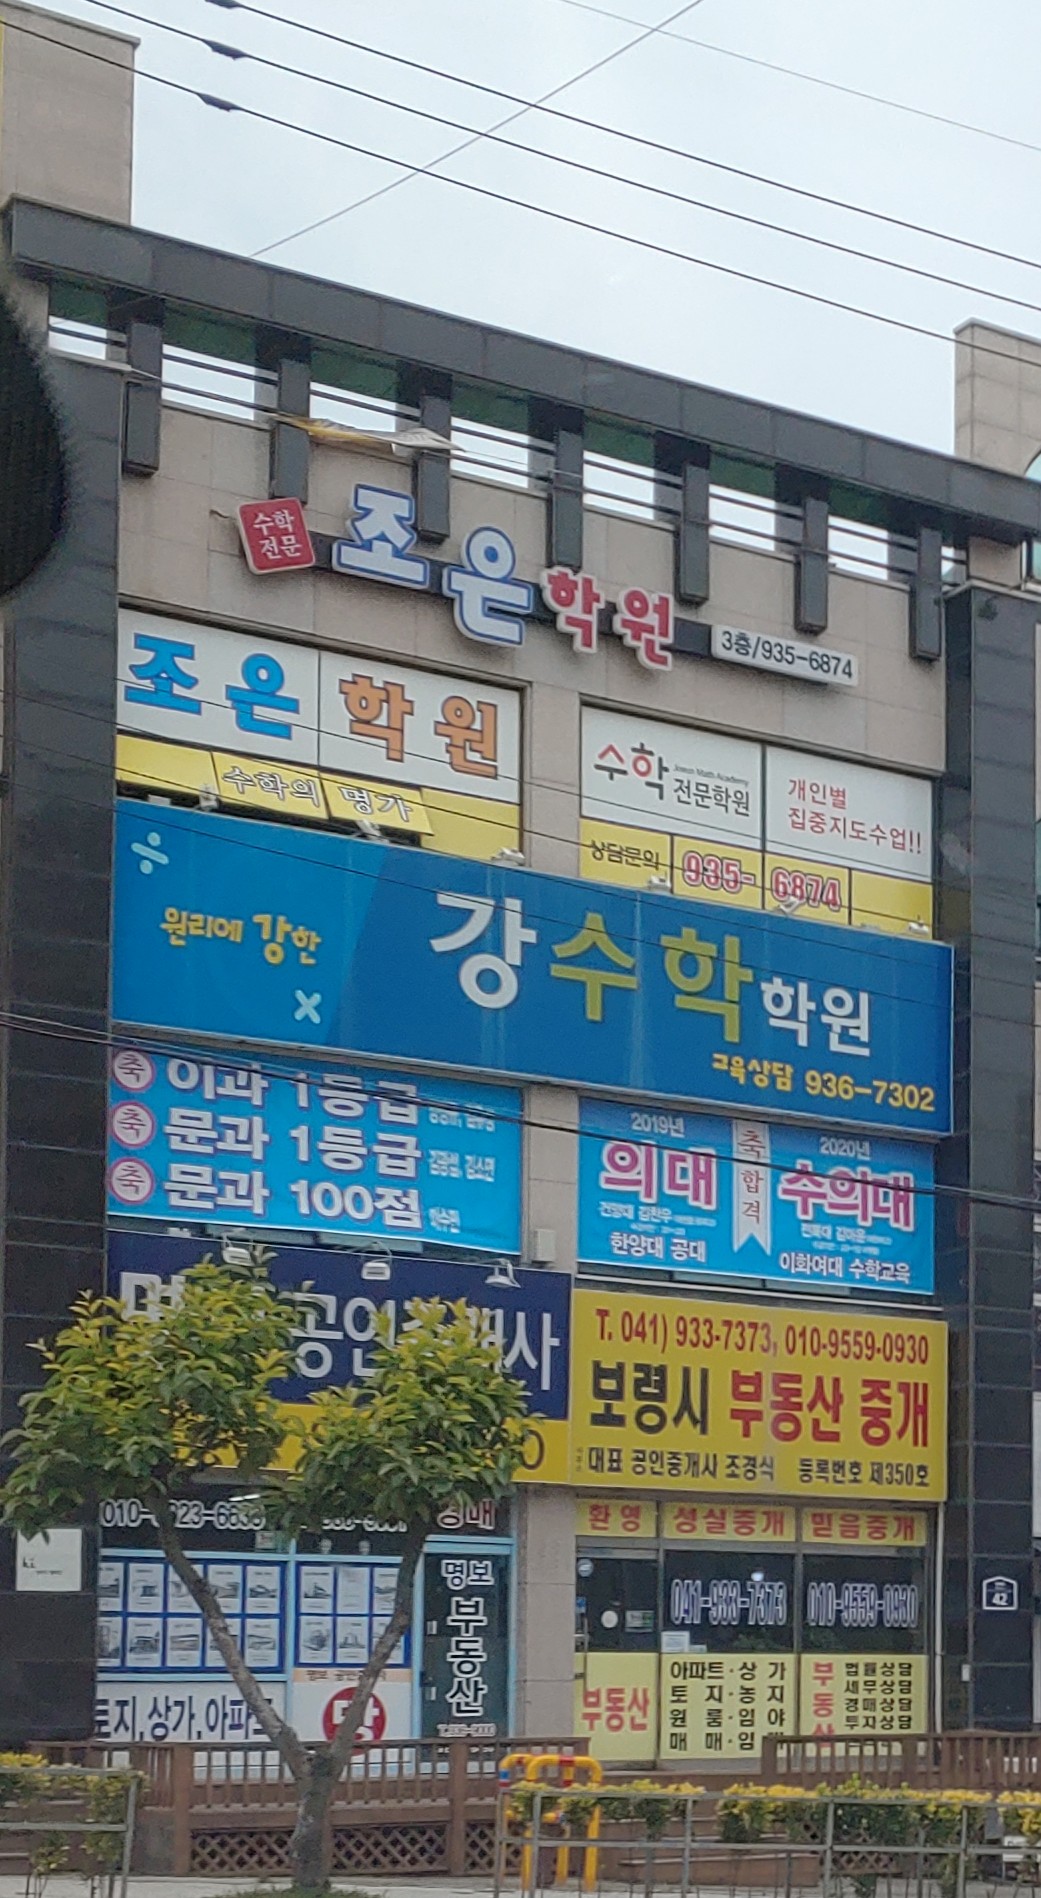 수학
전문
조은학원
3층/935-6874
조은 학원
수학의 명가
수학 Joeun Math Academy
전문학원
개인별
집중지도수업!!
상담문의 935-6874
÷
원리에 강한
×
강수학학원
교육상담 936-7302
축 이과 1등급
축 문과 1등급
축 문과 100점
2019년
의대
한양대 공대
축 합격
2020년
수의대
이화여대 수학교육
공인
사
T. 041) 933-7373, 010-9559-0930
보령시 부동산 중개
대표 공인중개사 조경식 등록번호 제350호
환영 성실중개 믿음중개
041-933-7373 010-9559-0930
명보
부동산
토지,상가,아파트
부동산
아파트·상가
토지·농지
원룸·임야
매매·임
부동산
법률상담
세무상담
경매상담
투지상담
42